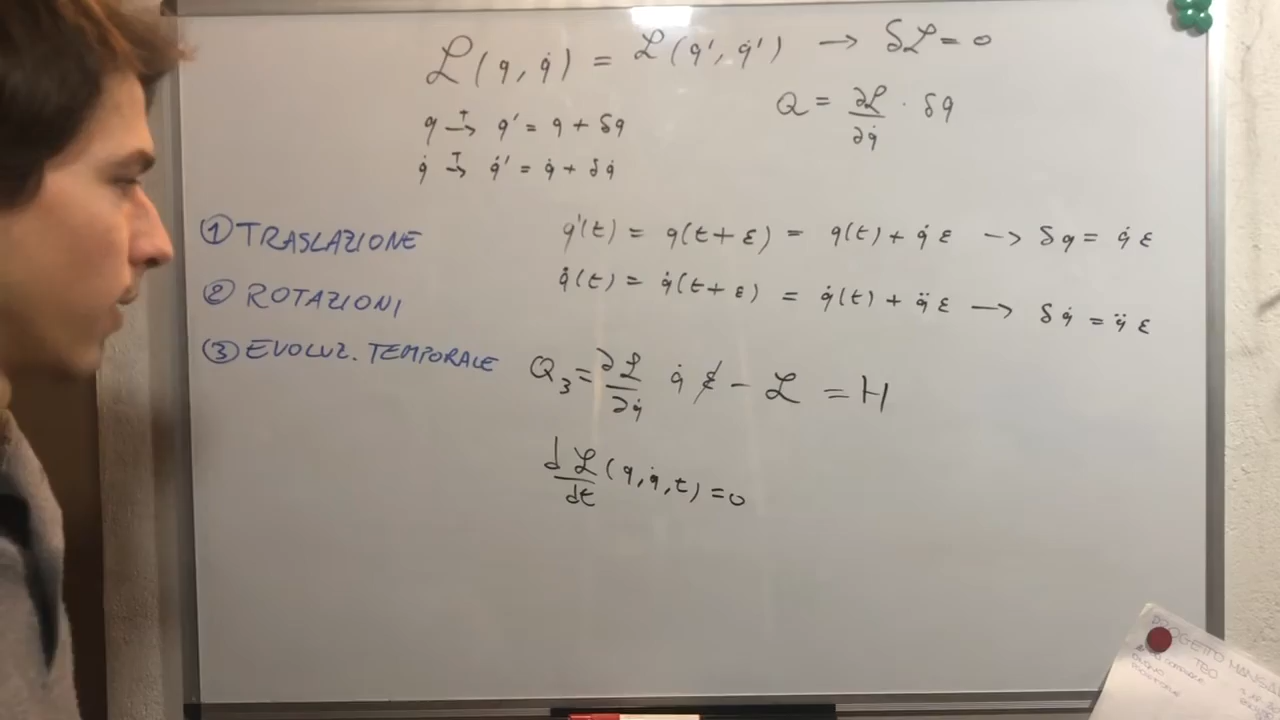 ℒ(q, q̇) = ℒ(q', q̇') → δℒ = 0
Q = ∂ℒ/∂q̇ · δq
q →ᵀ q' = q + δq
q̇ →ᵀ q̇' = q̇ + δq̇
① TRASLAZIONE
q'(t) = q(t+ε) = q(t) + q̇ε → δq = q̇ε
② ROTAZIONI
q̇(t) = q̇(t+ε) = q̇(t) + q̈ε → δq̇ = q̈ε
③ EVOLUZ. TEMPORALE
Q₃ = ∂ℒ/∂q̇ q̇ ε̸ - ℒ = H
dℒ/dt (q, q̇, t) = 0
PROGETTO
TEO